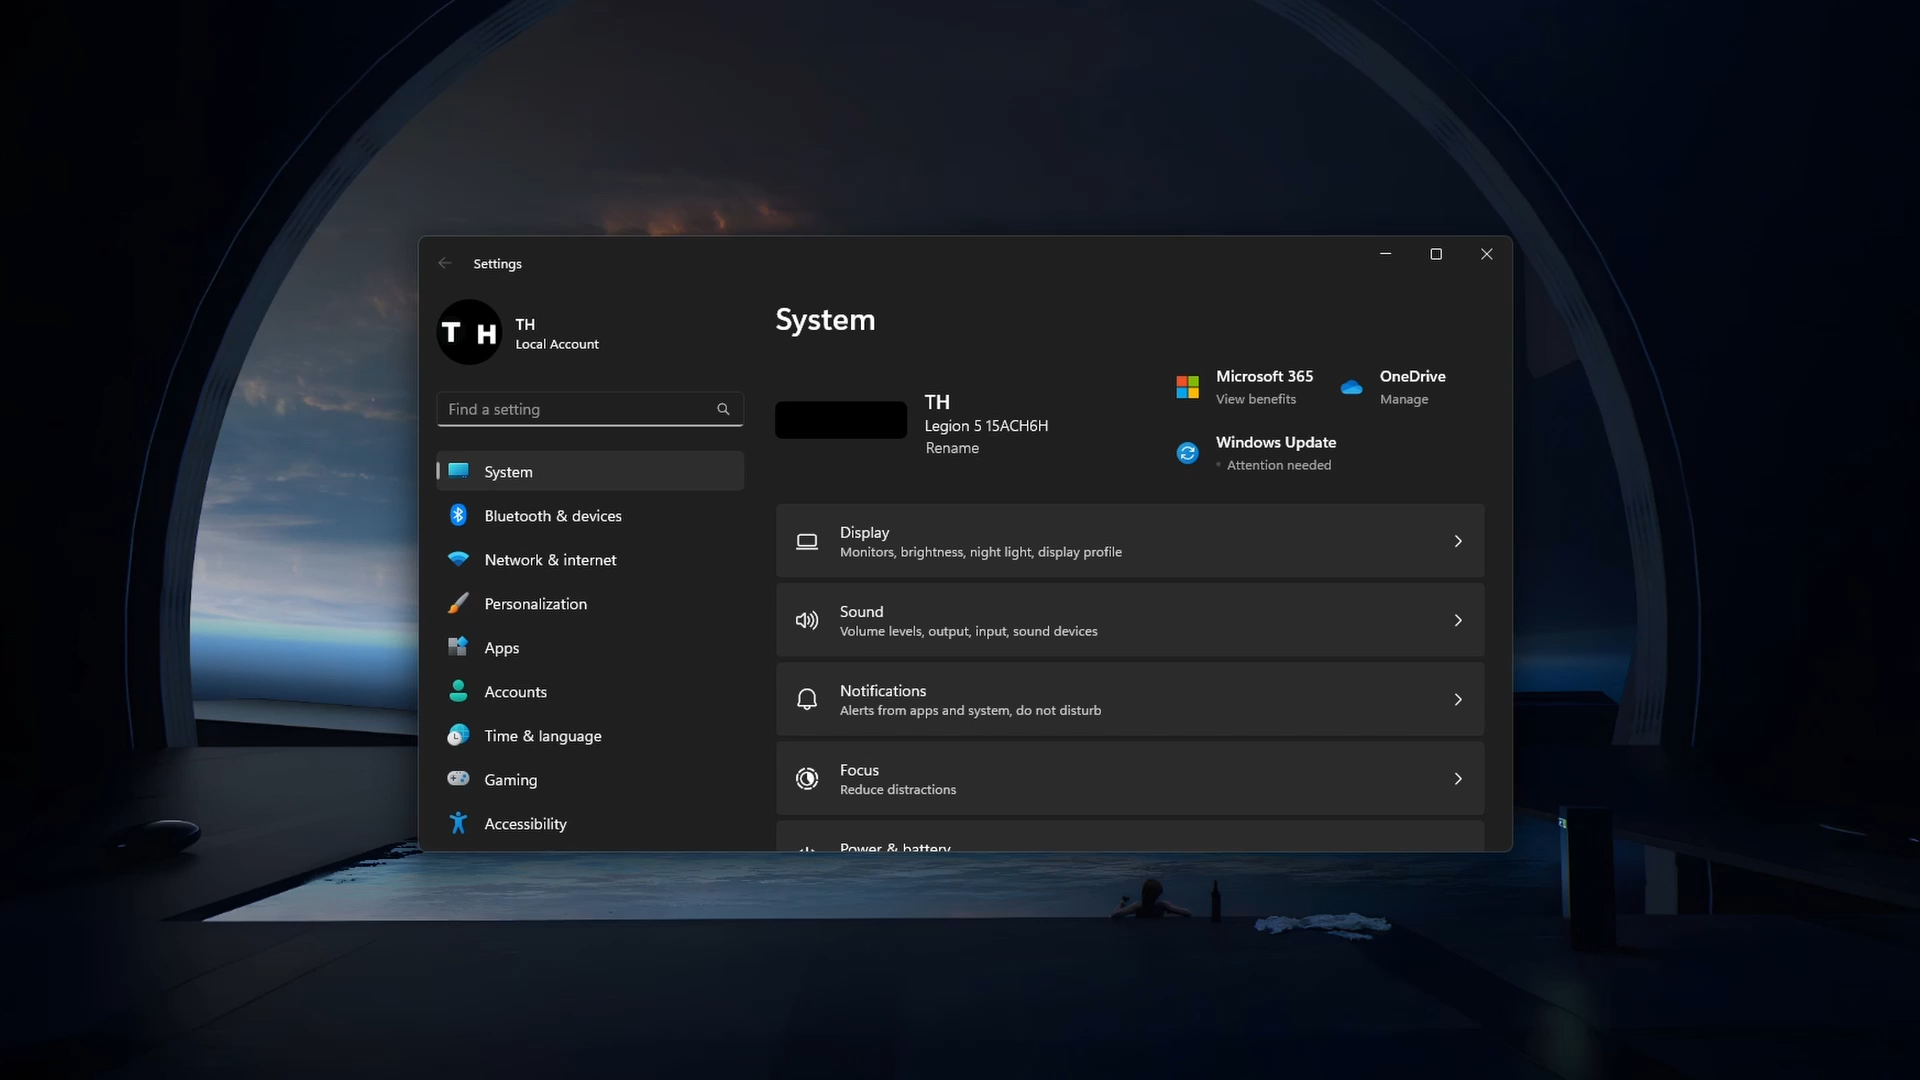 Settings
TH
TH
Local Account
Find a setting
System
Bluetooth & devices
Network & internet
Personalization
Apps
Accounts
Time & language
Gaming
Accessibility
System
TH
Legion 5 15ACH6H
Rename
Microsoft 365
View benefits
OneDrive
Manage
Windows Update
Attention needed
Display
Monitors, brightness, night light, display profile
Sound
Volume levels, output, input, sound devices
Notifications
Alerts from apps and system, do not disturb
Focus
Reduce distractions
Power & battery